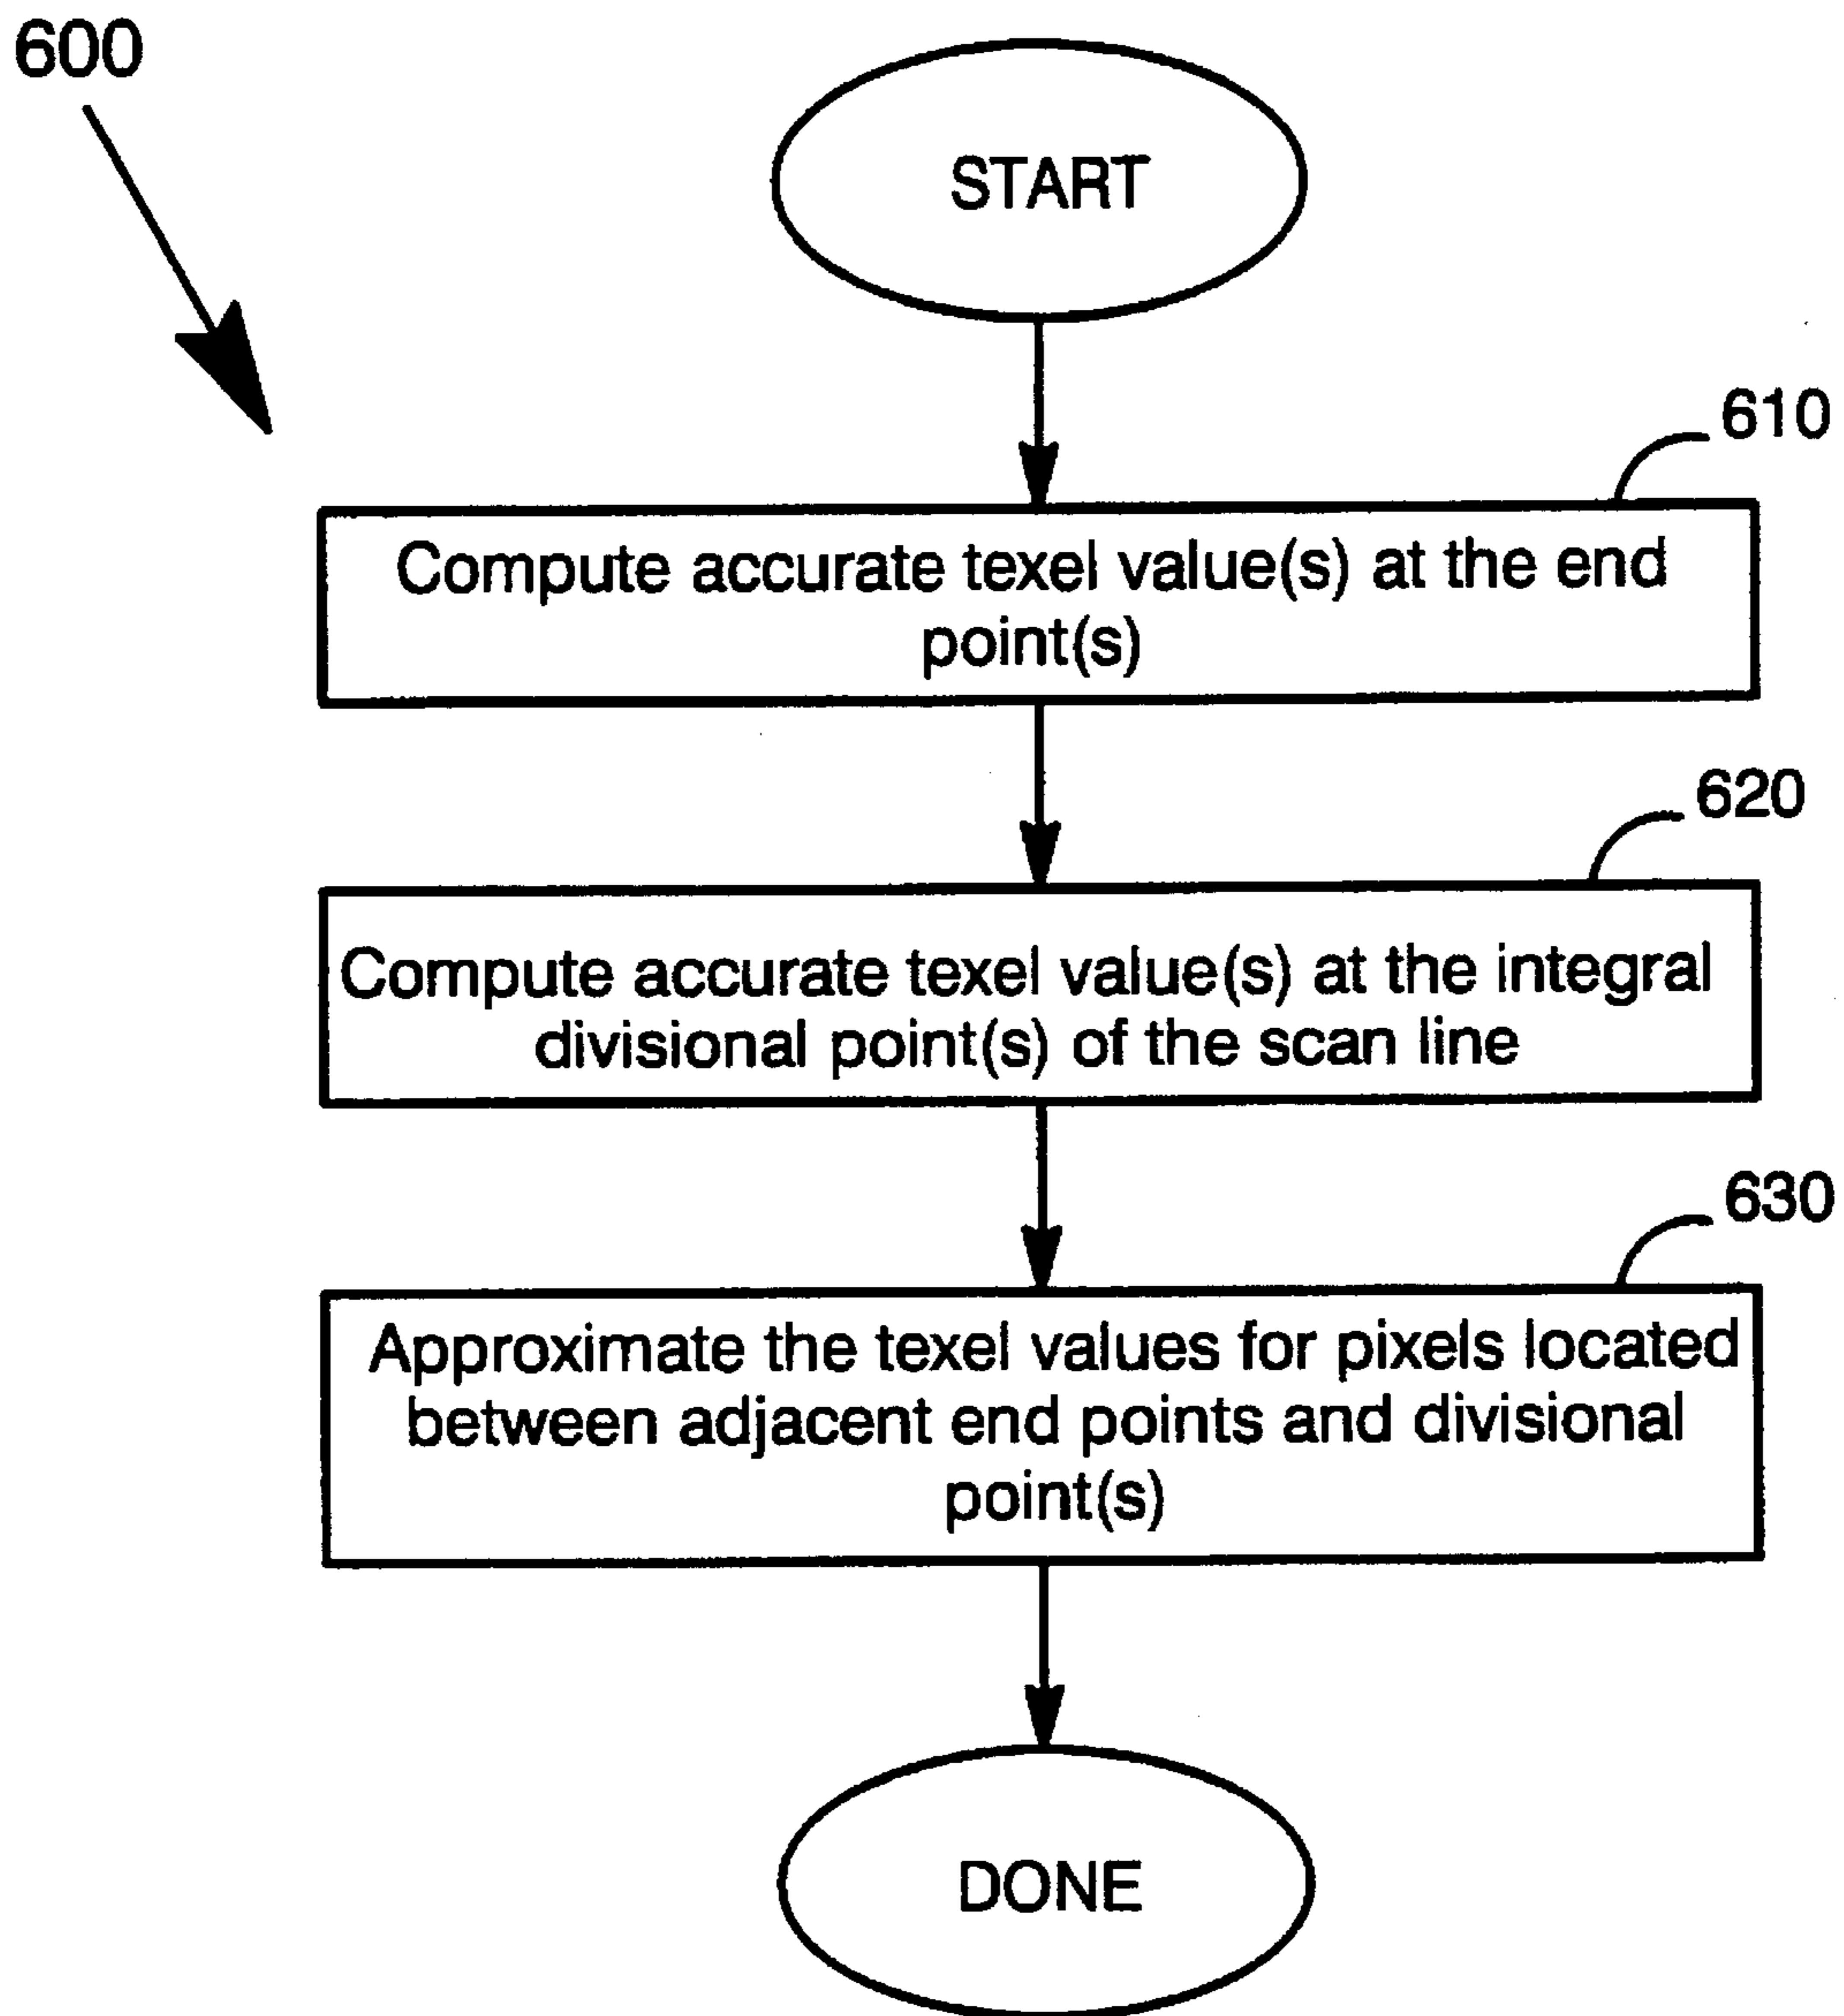 600
START
610
Compute accurate texel value(s) at the end
point(s)
620
Compute accurate texel value(s) at the integral
divisional point(s) of the scan line
630
Approximate the texel values for pixels located
between adjacent end points and divisional
point(s)
DONE